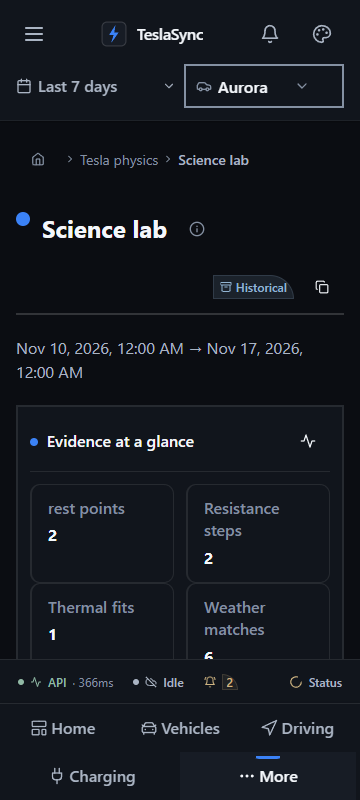 TeslaSync
Last 7 days
Aurora
Tesla physics
Science lab
Science lab
Historical
Nov 10, 2026, 12:00 AM → Nov 17, 2026,
12:00 AM
Evidence at a glance
rest points
2
Resistance
steps
2
Thermal fits
1
Weather
matches
6
API · 366ms
Idle
2
Status
Home
Vehicles
Driving
Charging
More